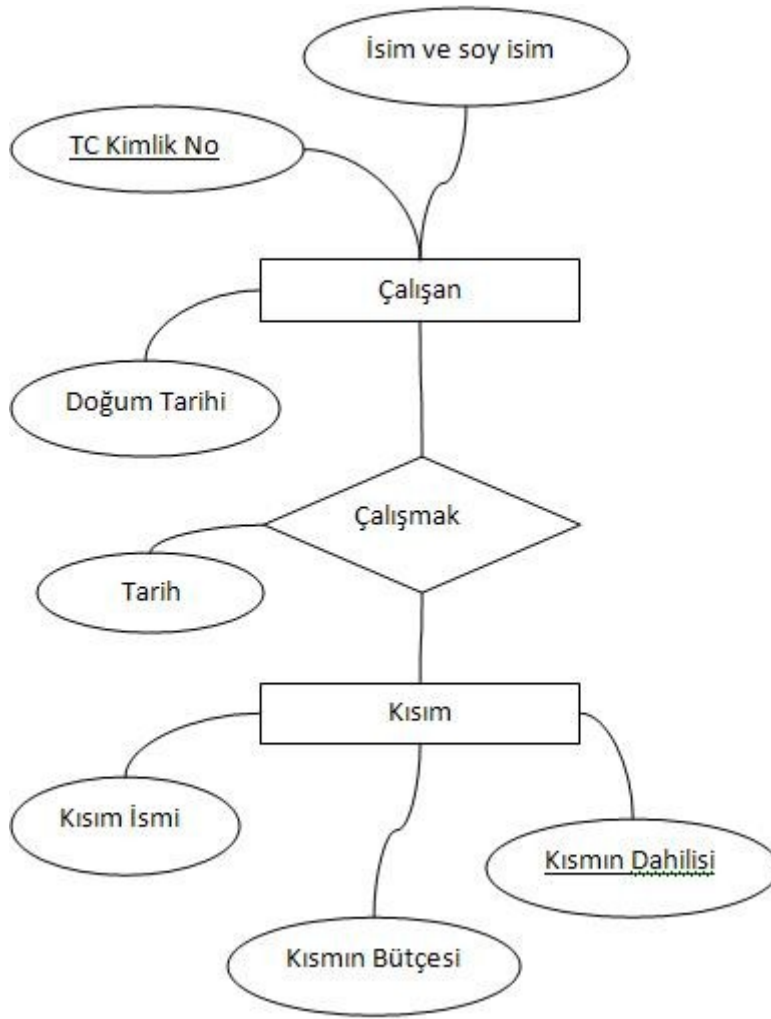 İsim ve soy isim
TC Kimlik No
Çalışan
Doğum Tarihi
Çalışmak
Tarih
Kısım
Kısım İsmi
Kısmın Dahilisi
Kısmın Bütçesi